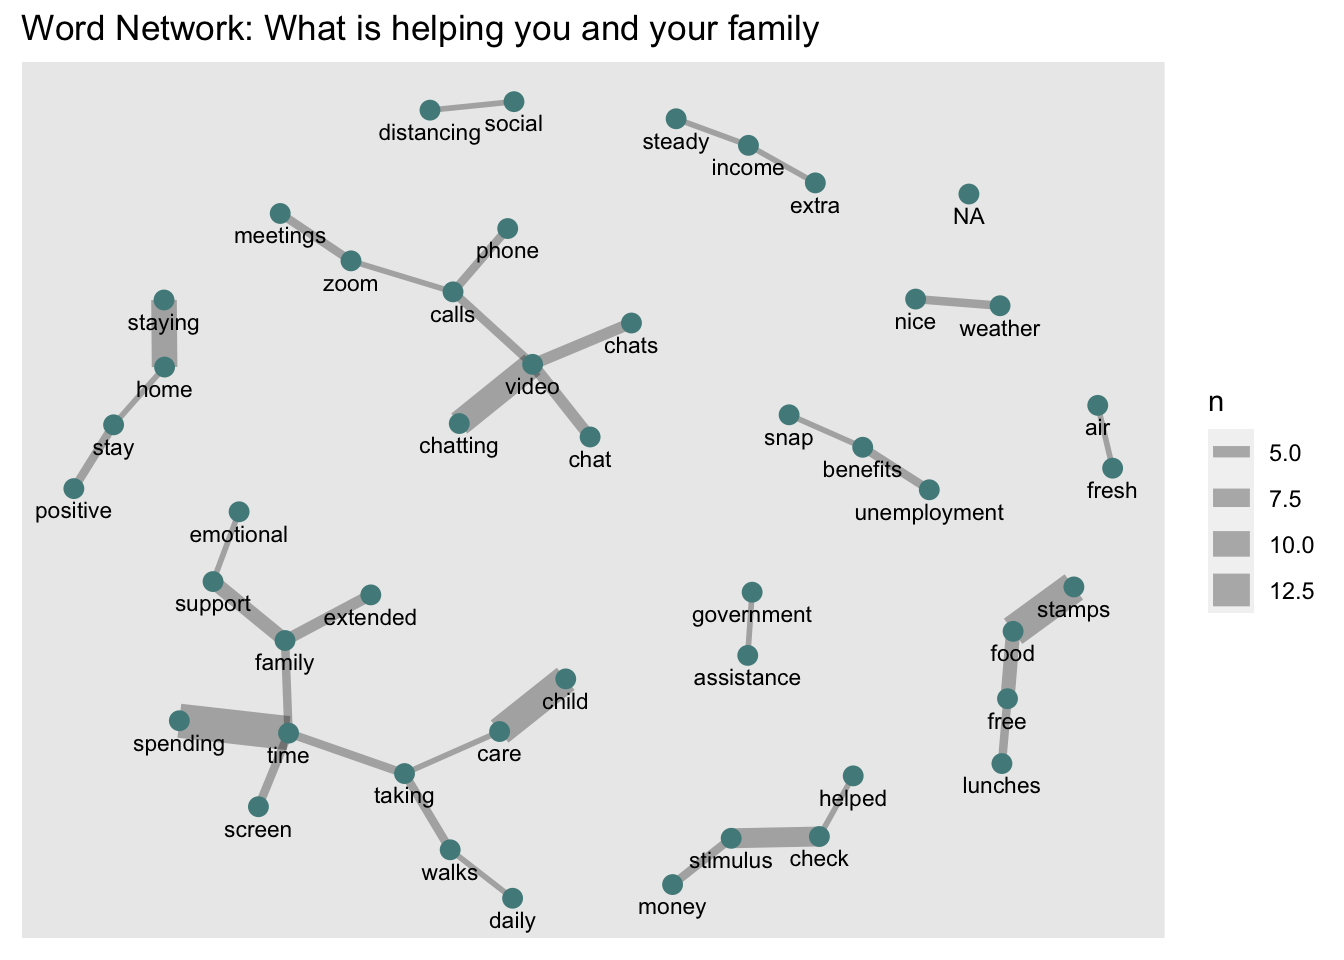 Word Network: What is helping you and your family
distancing
social
steady
income
extra
NA
meetings
phone
zoom
calls
staying
chats
nice
weather
home
video
stay
chatting
chat
snap
benefits
unemployment
air
fresh
positive
emotional
support
extended
family
government
assistance
stamps
food
free
lunches
child
care
spending
time
taking
screen
walks
daily
helped
stimulus
check
money
n
5.0
7.5
10.0
12.5